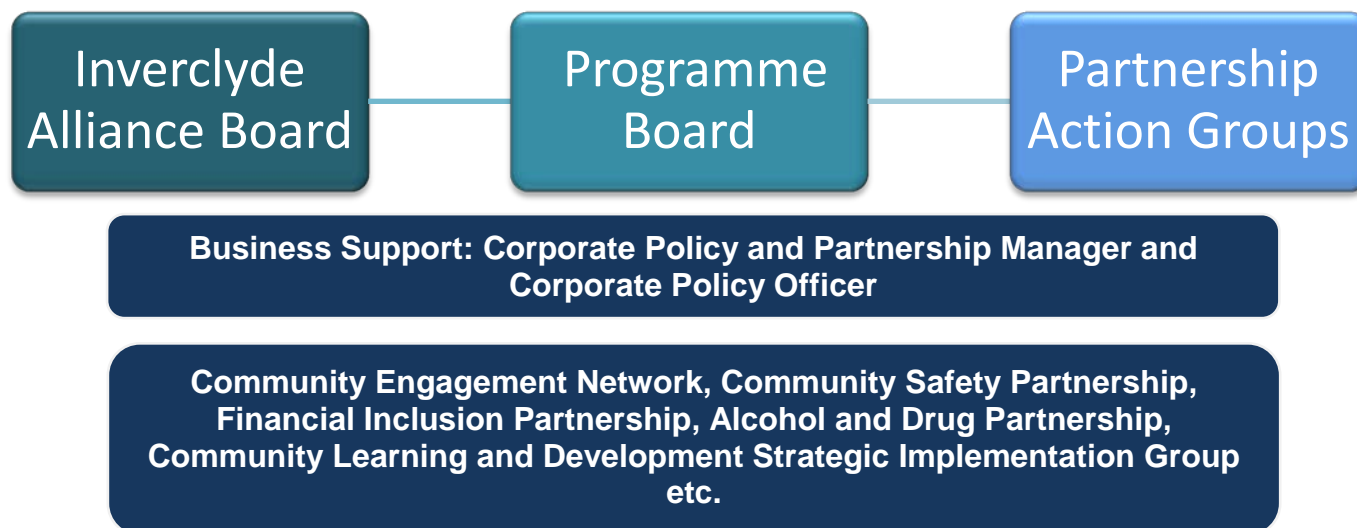 Inverclyde
Alliance Board
Programme
Board
Partnership
Action Groups
Business Support: Corporate Policy and Partnership Manager and
Corporate Policy Officer
Community Engagement Network, Community Safety Partnership,
Financial Inclusion Partnership, Alcohol and Drug Partnership,
Community Learning and Development Strategic Implementation Group
etc.